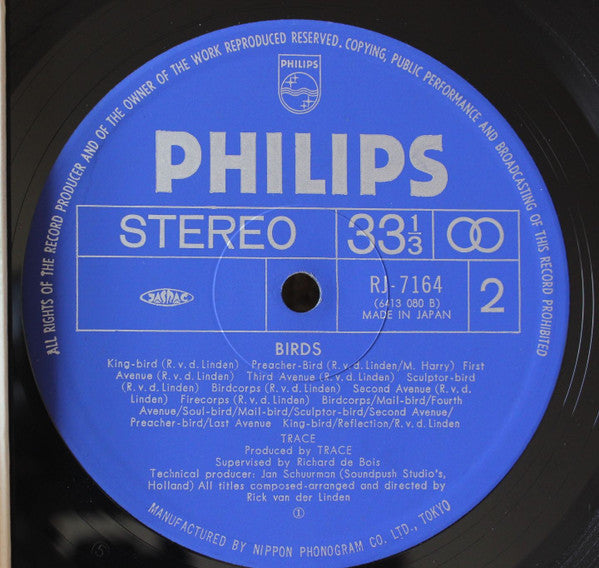 ALL RIGHTS OF THE RECORD PRODUCER AND OF THE OWNER OF THE WORK REPRODUCED RESERVED. COPYING, PUBLIC PERFORMANCE AND BROADCASTING OF THIS RECORD PROHIBITED
PHILIPS
PHILIPS
STEREO 33 1/3
JASRAC RJ-7164 2
(6413 080 B)
MADE IN JAPAN
BIRDS
King-bird (R. v. d. Linden) Preacher-Bird (R. v. d. Linden/M. Harry) First
Avenue (R. v. d. Linden) Third Avenue (R. v. d. Linden) Sculptor-bird
(R. v. d. Linden) Birdcorps (R. v. d. Linden) Second Avenue (R. v. d.
Linden) Firecorps (R. v. d. Linden) Birdcorps/Mail-bird/Fourth
Avenue/Soul-bird/Mail-bird/Sculptor-bird/Second Avenue/
Preacher-bird/Last Avenue King-bird/Reflection/R. v. d. Linden
TRACE
Produced by TRACE
Supervised by Richard de Bois
Technical producer: Jan Schuurman (Soundpush Studio's,
Holland) All titles composed-arranged and directed by
Rick van der Linden
①
MANUFACTURED BY NIPPON PHONOGRAM CO. LTD., TOKYO